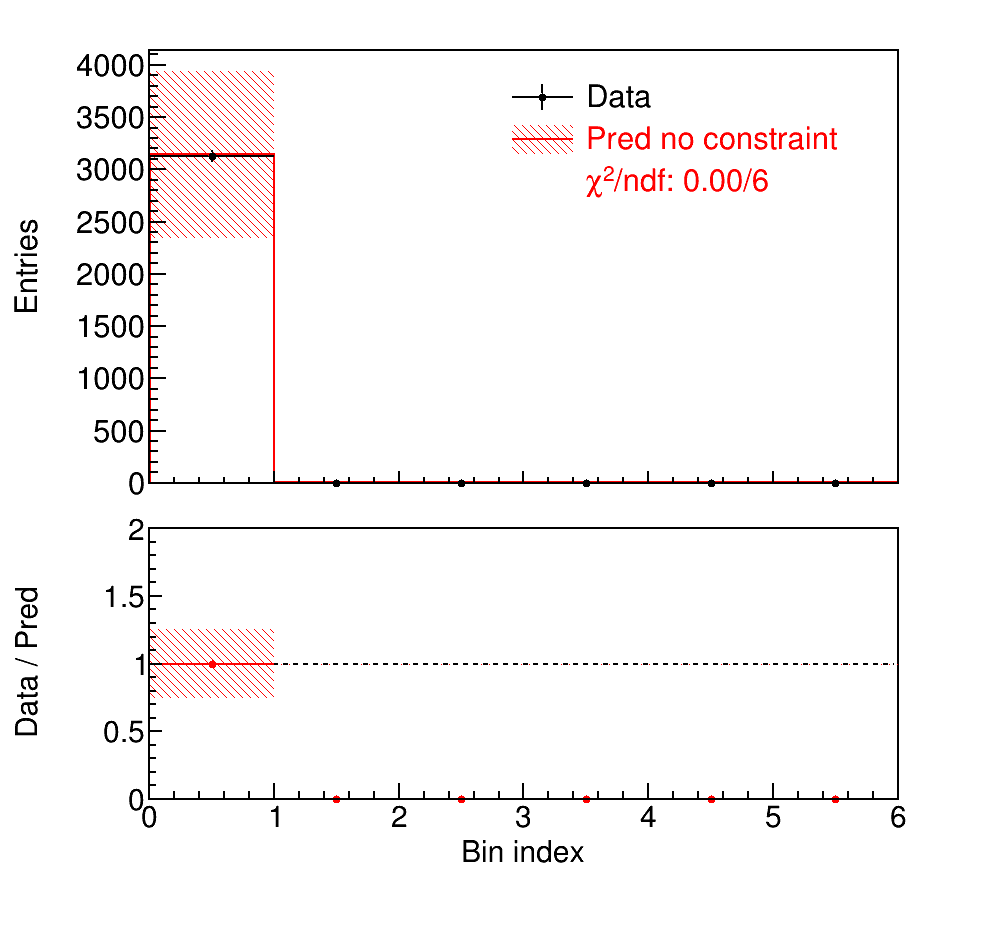 4000
3500
3000
2500
2000
1500
1000
500
0
Entries
Data
Pred no constraint
χ²/ndf: 0.00/6
2
1.5
1
0.5
0
Data / Pred
0 1 2 3 4 5 6
Bin index